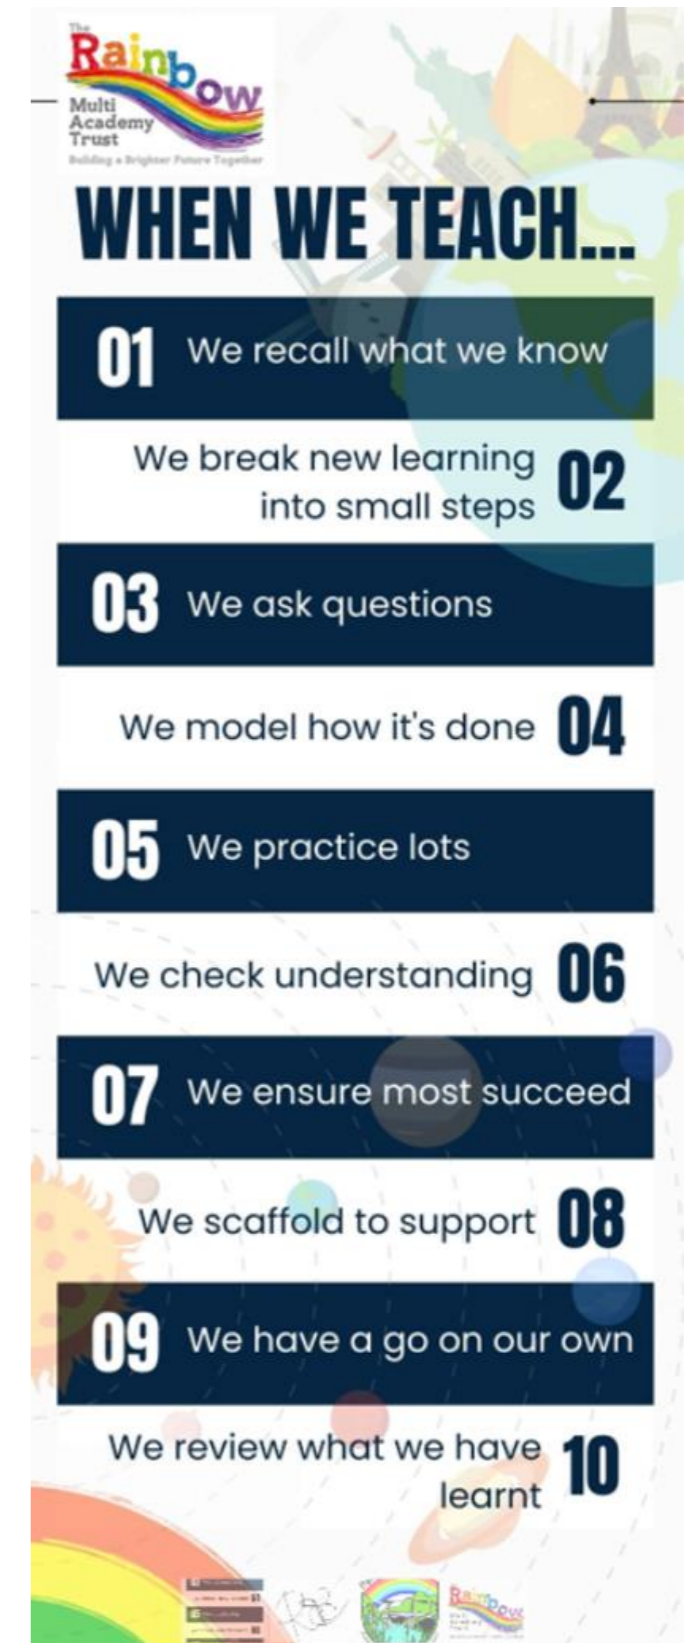 The
Rainbow
Multi
Academy
Trust
Building a Brighter Future Together
WHEN WE TEACH...
01 We recall what we know
We break new learning 02
into small steps
03 We ask questions
We model how it's done 04
05 We practice lots
We check understanding 06
07 We ensure most succeed
We scaffold to support 08
09 We have a go on our own
We review what we have 10
learnt
Rainbow